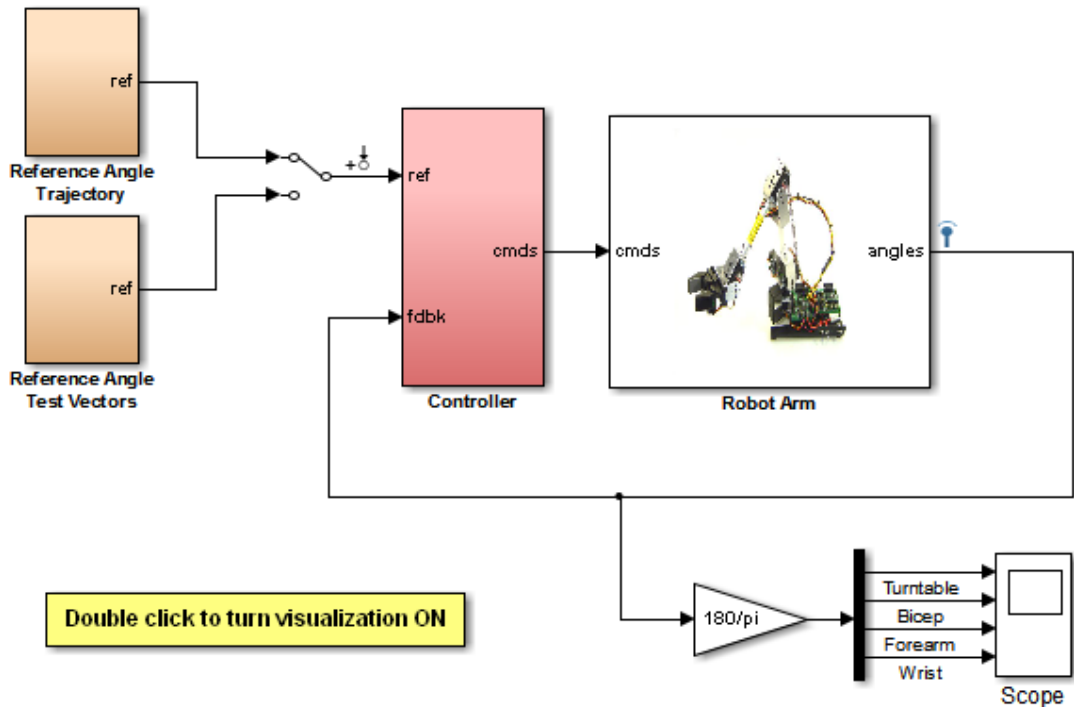 ref
Reference Angle
Trajectory
ref
Reference Angle
Test Vectors
+
ref
cmds
fdbk
Controller
cmds
angles
Robot Arm
Double click to turn visualization ON
180/pi
Turntable
Bicep
Forearm
Wrist
Scope